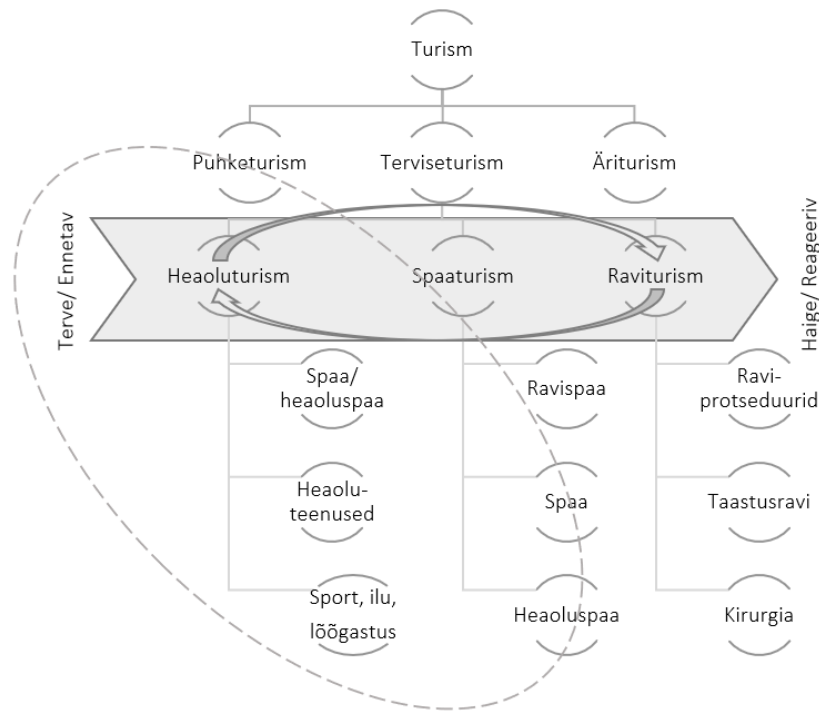 Turism
Puhketurism
Terviseturism
Äriturism
Terve/ Ennetav
Heaoluturism
Spaaturism
Raviturism
Haige/ Reageeriv
Spaa/
heaoluspaa
Ravispaa
Ravi-
protseduurid
Heaolu-
teenused
Spaa
Taastusravi
Sport, ilu,
lõõgastus
Heaoluspaa
Kirurgia